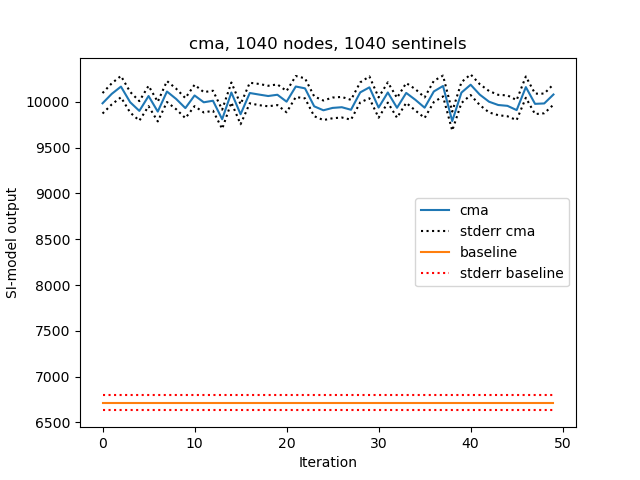 cma, 1040 nodes, 1040 sentinels
SI-model output
10000
9500
9000
8500
8000
7500
7000
6500
cma
stderr cma
baseline
stderr baseline
0 10 20 30 40 50
Iteration